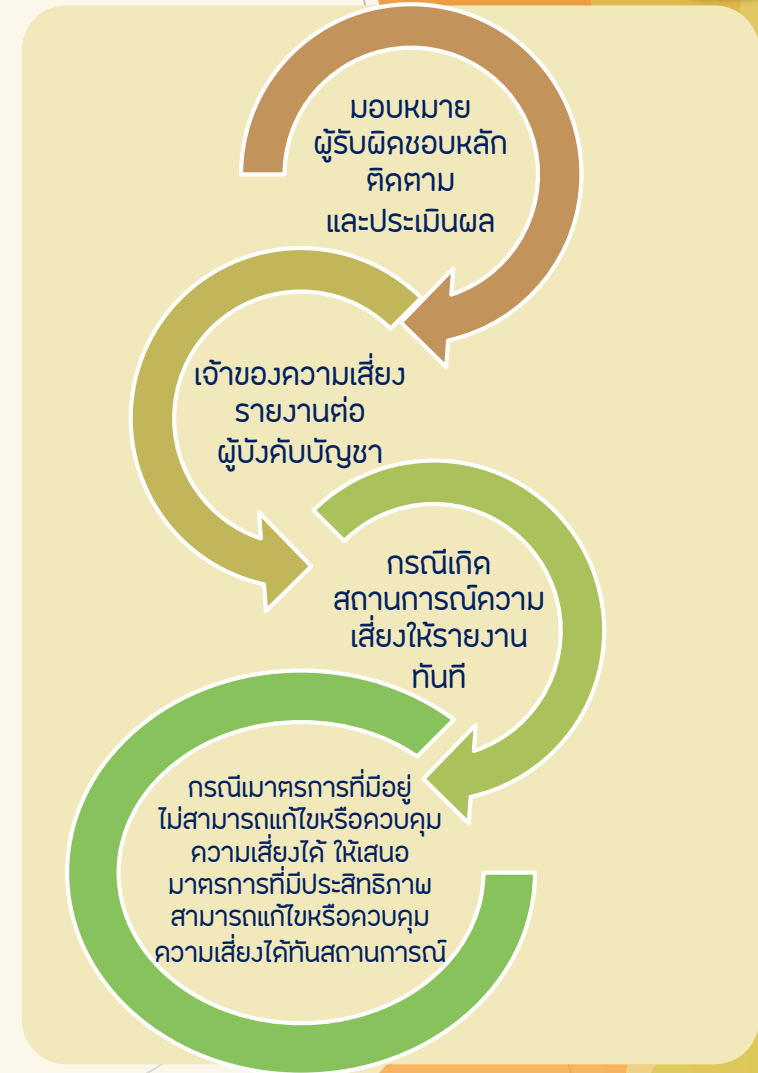 มอบหมาย
ผู้รับผิดชอบหลัก
ติดตาม
และประเมินผล
เจ้าของความเสี่ยง
รายงานต่อ
ผู้บังคับบัญชา
กรณีเกิด
สถานการณ์ความ
เสี่ยงให้รายงาน
ทันที
กรณีเมาตรการที่มีอยู่
ไม่สามารถแก้ไขหรือควบคุม
ความเสี่ยงได้ ให้เสนอ
มาตรการที่มีประสิทธิภาพ
สามารถแก้ไขหรือควบคุม
ความเสี่ยงได้ทันสถานการณ์